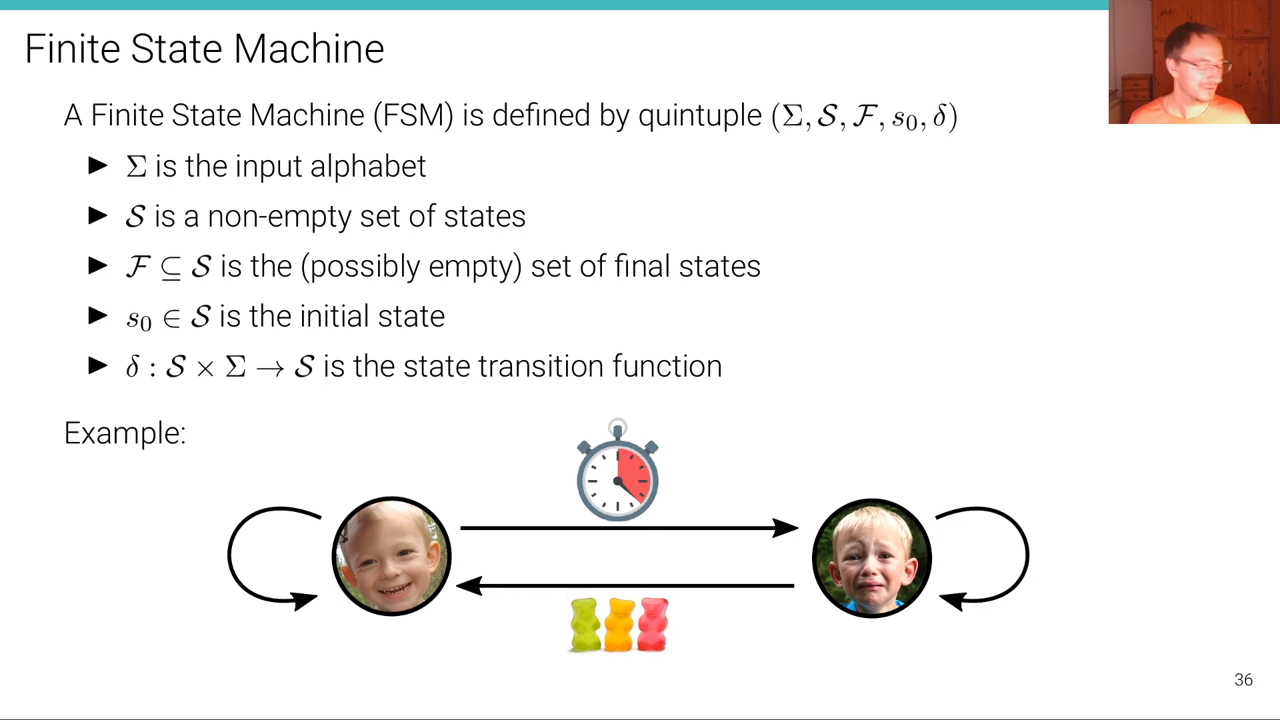 Finite State Machine
A Finite State Machine (FSM) is defined by quintuple (Σ, 𝒮, ℱ, s₀, δ)
▶ Σ is the input alphabet
▶ 𝒮 is a non-empty set of states
▶ ℱ ⊆ 𝒮 is the (possibly empty) set of final states
▶ s₀ ∈ 𝒮 is the initial state
▶ δ : 𝒮 × Σ → 𝒮 is the state transition function
Example:
36